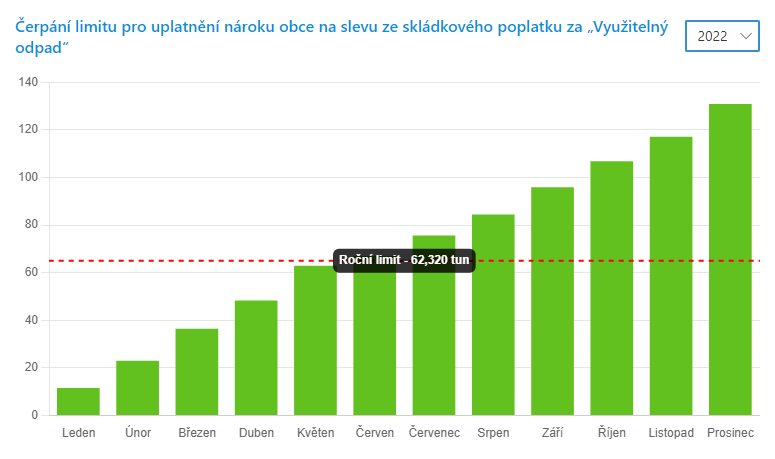 Čerpání limitu pro uplatnění nároku obce na slevu ze skládkového poplatku za „Využitelný
odpad“
2022
140
120
100
80
60
40
20
0
Roční limit - 62,320 tun
Leden Únor Březen Duben Květen Červen Červenec Srpen Září Říjen Listopad Prosinec